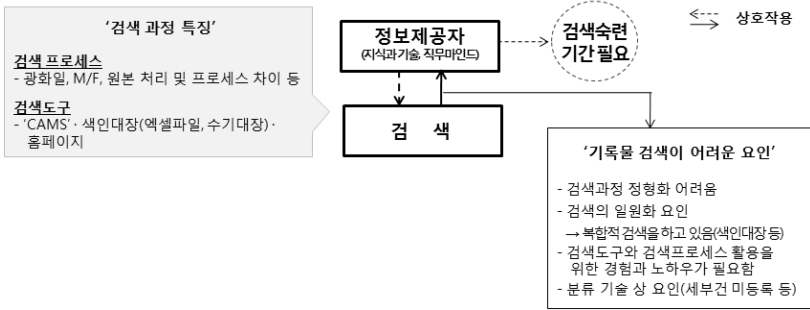 ‘검색 과정 특징’
검색 프로세스
- 광화일, M/F, 원본 처리 및 프로세스 차이 등
검색도구
- ‘CAMS’· 색인대장(엑셀파일, 수기대장)·
홈페이지
정보제공자
(지식과 기술, 직무마인드)
검색숙련
기간 필요
상호작용
검 색
‘기록물 검색이 어려운 요인’
- 검색과정 정형화 어려움
- 검색의 일원화 요인
→ 복합적 검색을 하고 있음(색인대장 등)
- 검색도구와 검색프로세스 활용을
위한 경험과 노하우가 필요함
- 분류 기술 상 요인(세부건 미등록 등)